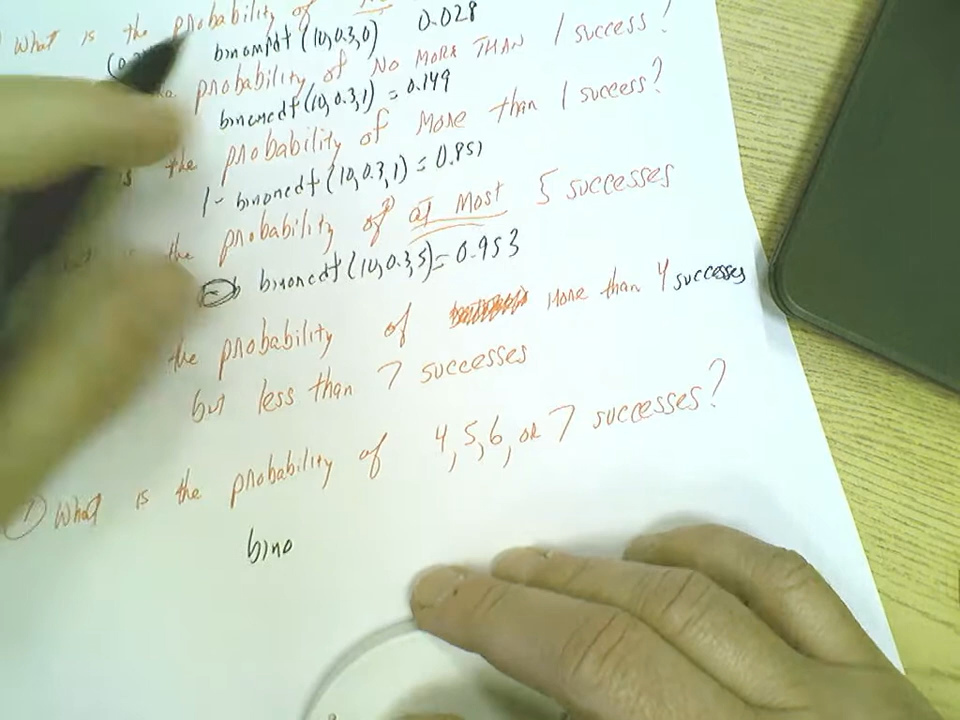 What is the probability of
binompdf (10,0.3,0) 0.028
probability of NO MORE THAN 1 success?
binomcdf (10,0.3,1) = 0.149
the probability of More than 1 success?
1- binomcdf (10,0.3,1) = 0.851
the probability of at Most 5 successes
binomcdf (10,0.3,5) = 0.953
the probability of More than 4 successes
but less than 7 successes
7 What is the probability of 4, 5, 6, or 7 successes?
bino